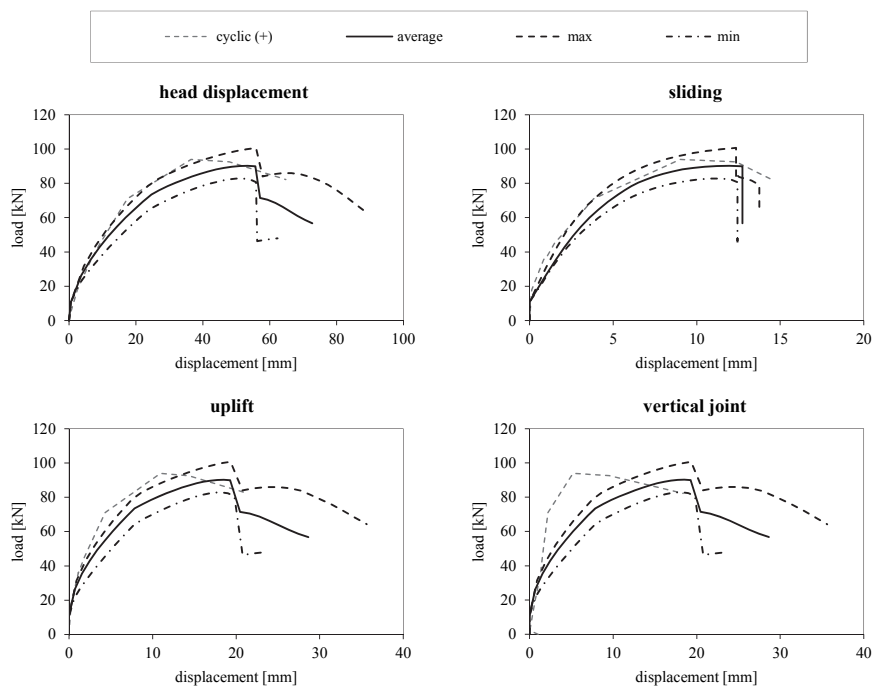 cyclic (+) average max min
head displacement
120
100
80
60
40
20
0
load [kN]
0 20 40 60 80 100
displacement [mm]
sliding
120
100
80
60
40
20
0
load [kN]
0 5 10 15 20
displacement [mm]
uplift
120
100
80
60
40
20
0
load [kN]
0 10 20 30 40
displacement [mm]
vertical joint
120
100
80
60
40
20
0
load [kN]
0 10 20 30 40
displacement [mm]